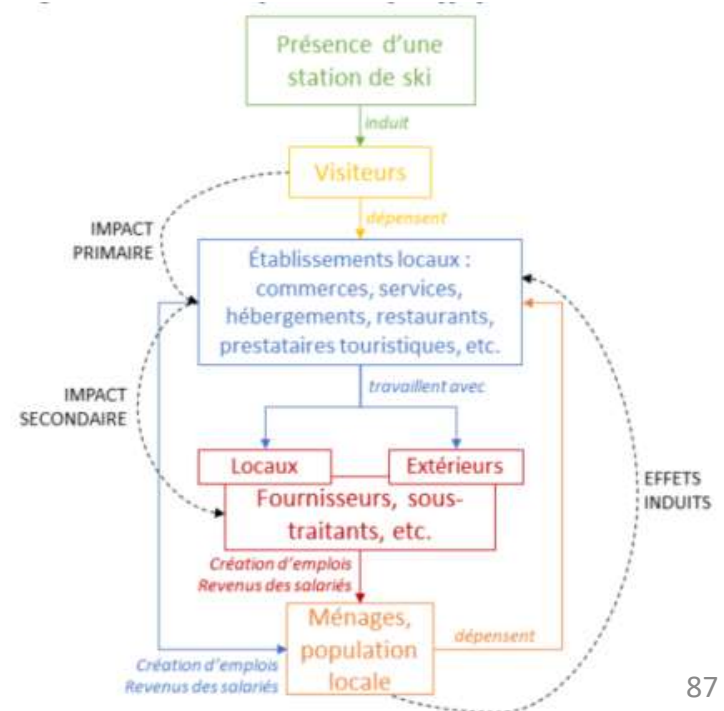 Présence d'une
station de ski
induit
Visiteurs
dépensent
IMPACT
PRIMAIRE
Établissements locaux :
commerces, services,
hébergements, restaurants,
prestataires touristiques, etc.
travaillent avec
IMPACT
SECONDAIRE
Locaux
Extérieurs
Fournisseurs, sous-
traitants, etc.
EFFETS
INDUITS
Création d'emplois
Revenus des salariés
Ménages,
population
locale
dépensent
Création d'emplois
Revenus des salariés
87